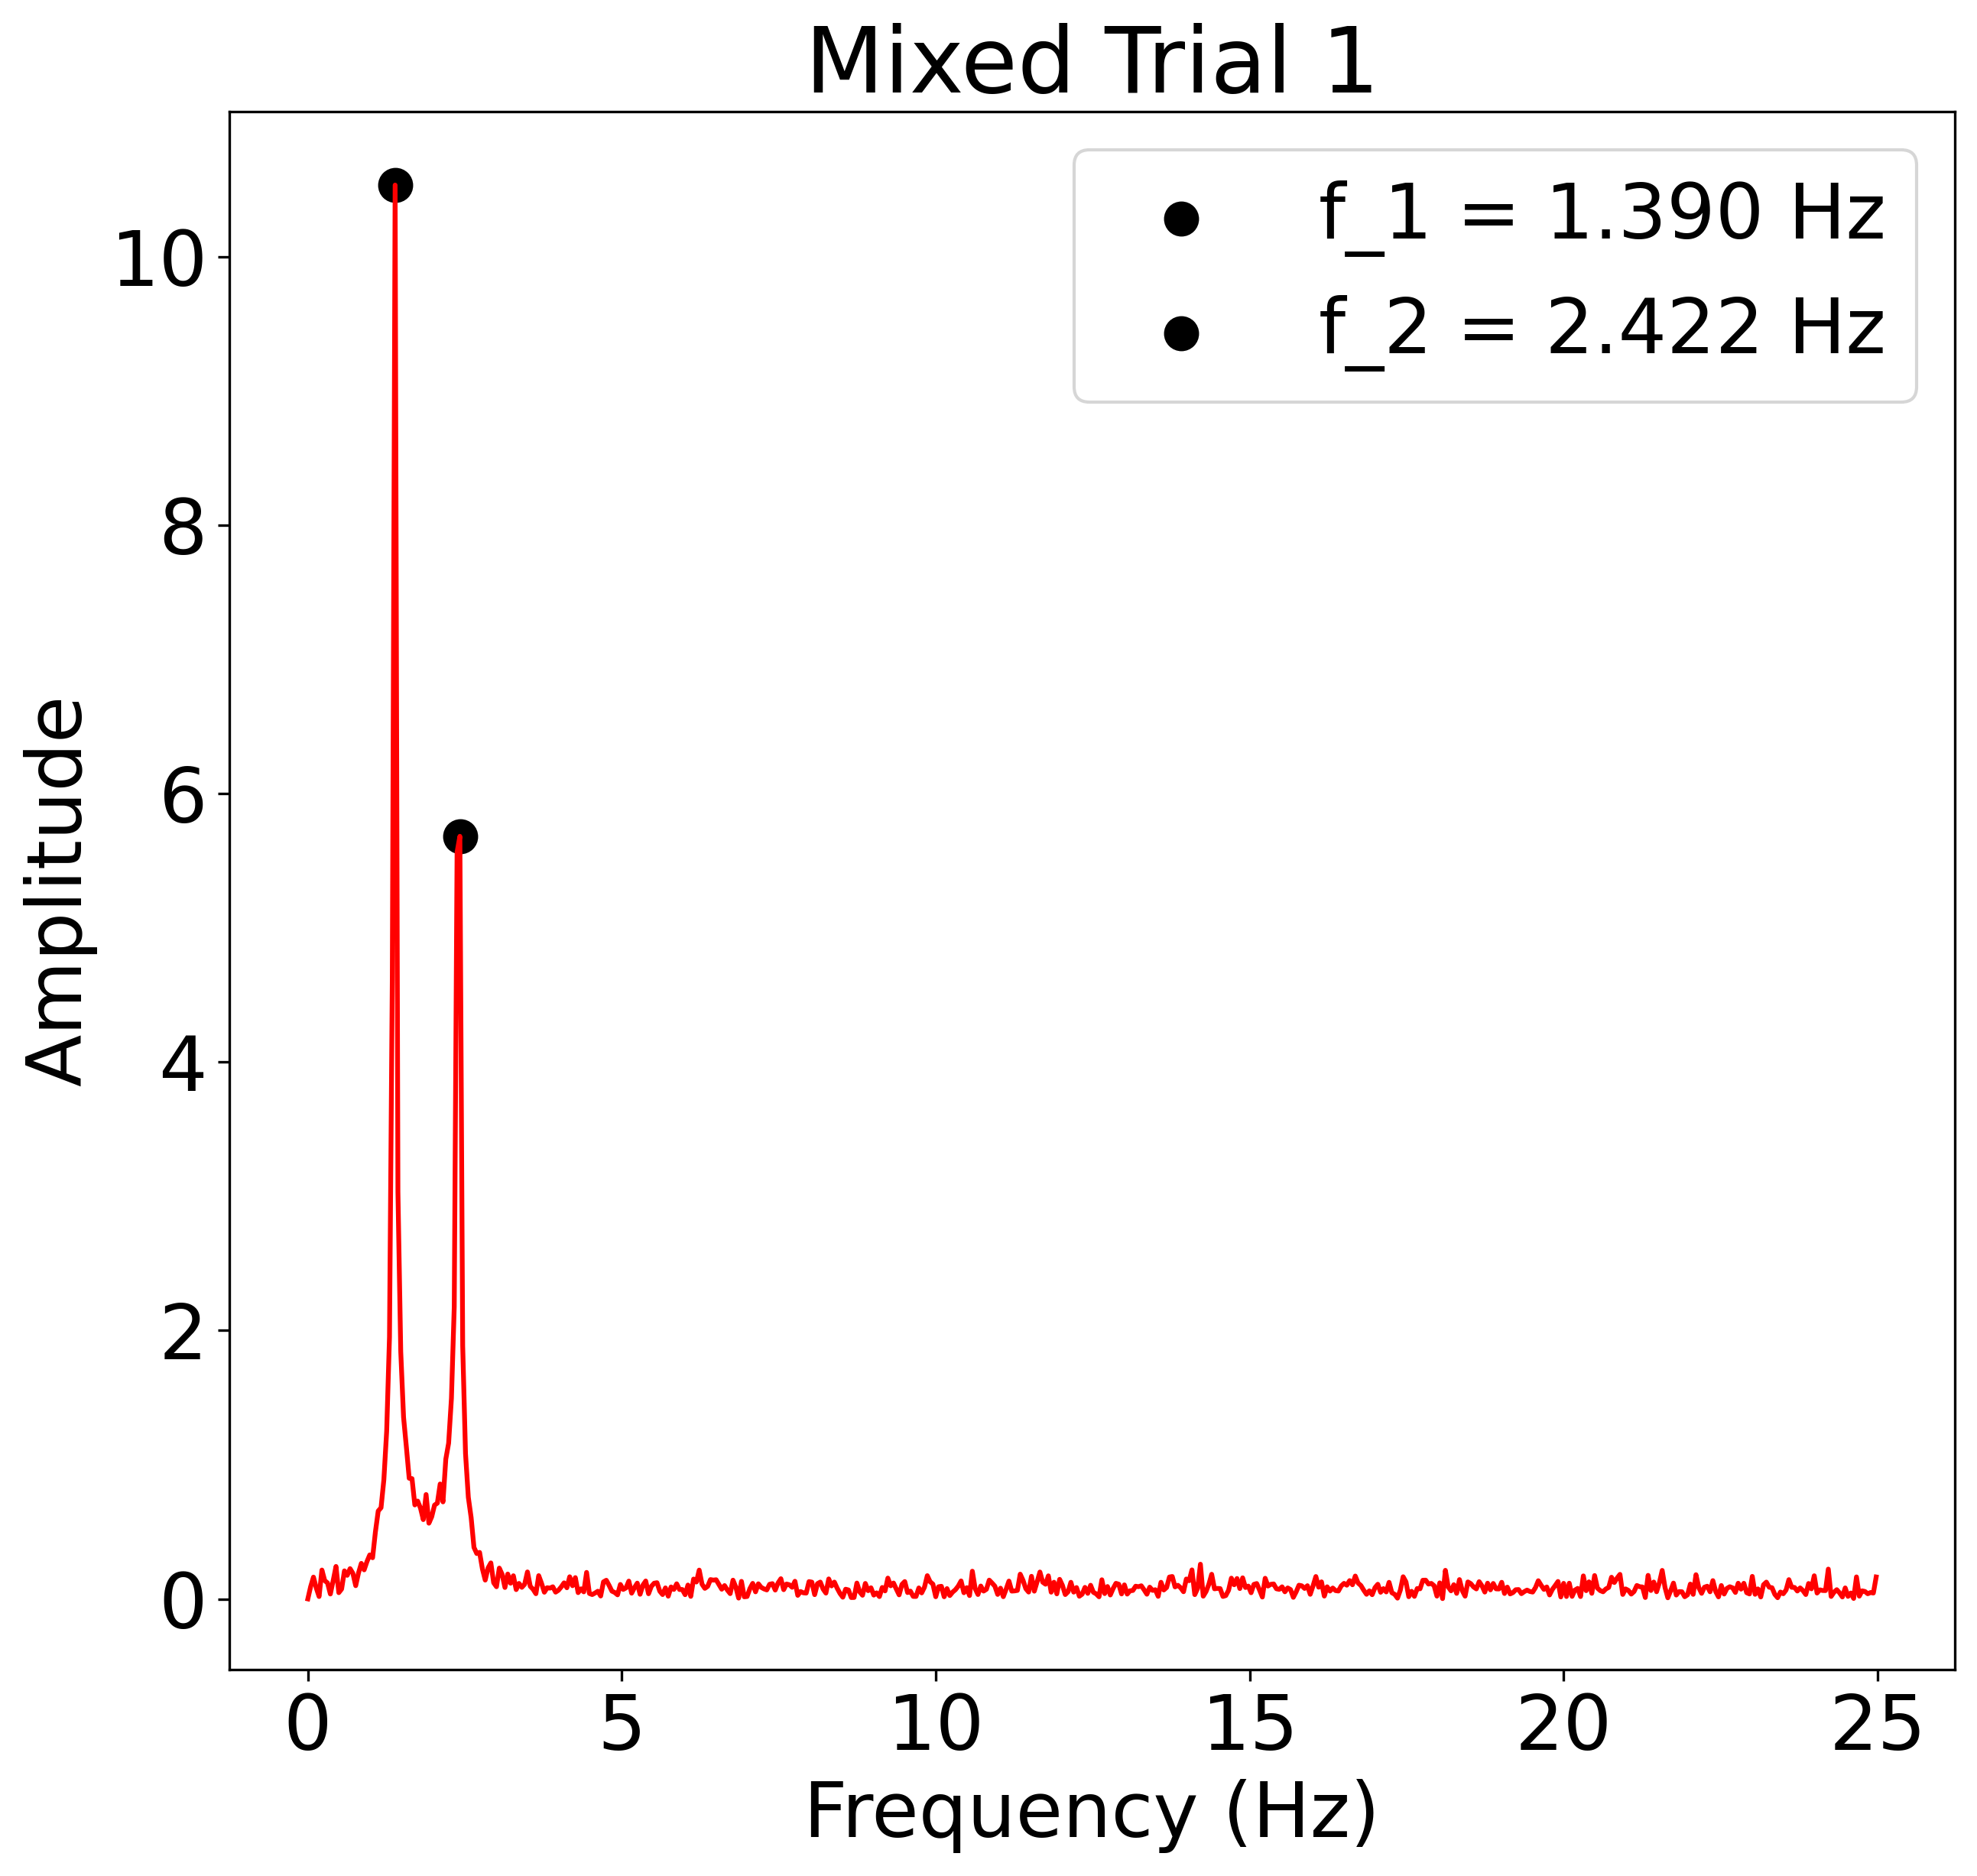 Mixed Trial 1
f_1 = 1.390 Hz
f_2 = 2.422 Hz
10
8
6
4
2
0
Amplitude
0 5 10 15 20 25
Frequency (Hz)